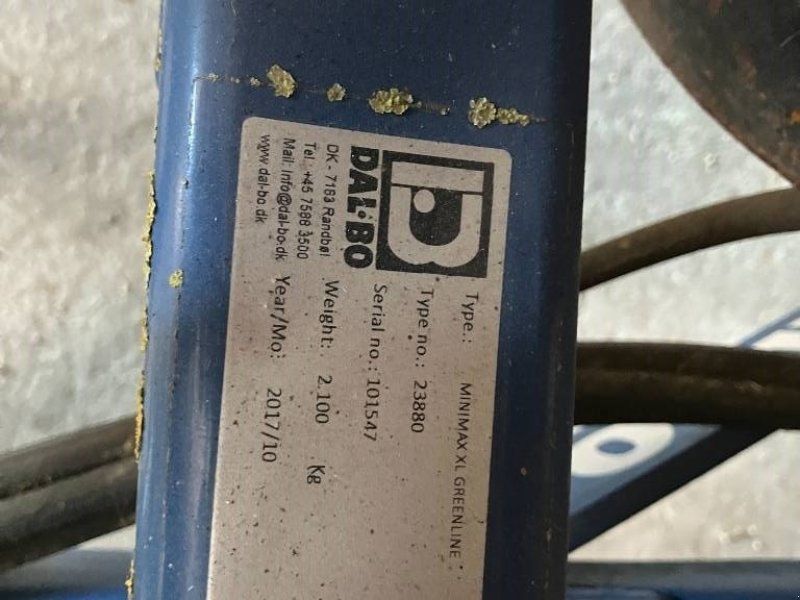 DAL-BO
DK - 7183 Randbøl
Tel.: +45 7588 3500
Mail: info@dal-bo.dk
www.dal-bo.dk
Type.: MINIMAX XL GREENLINE
Type no.: 23880
Serial no.: 101547
Weight: 2.100 Kg
Year/Mo: 2017/10